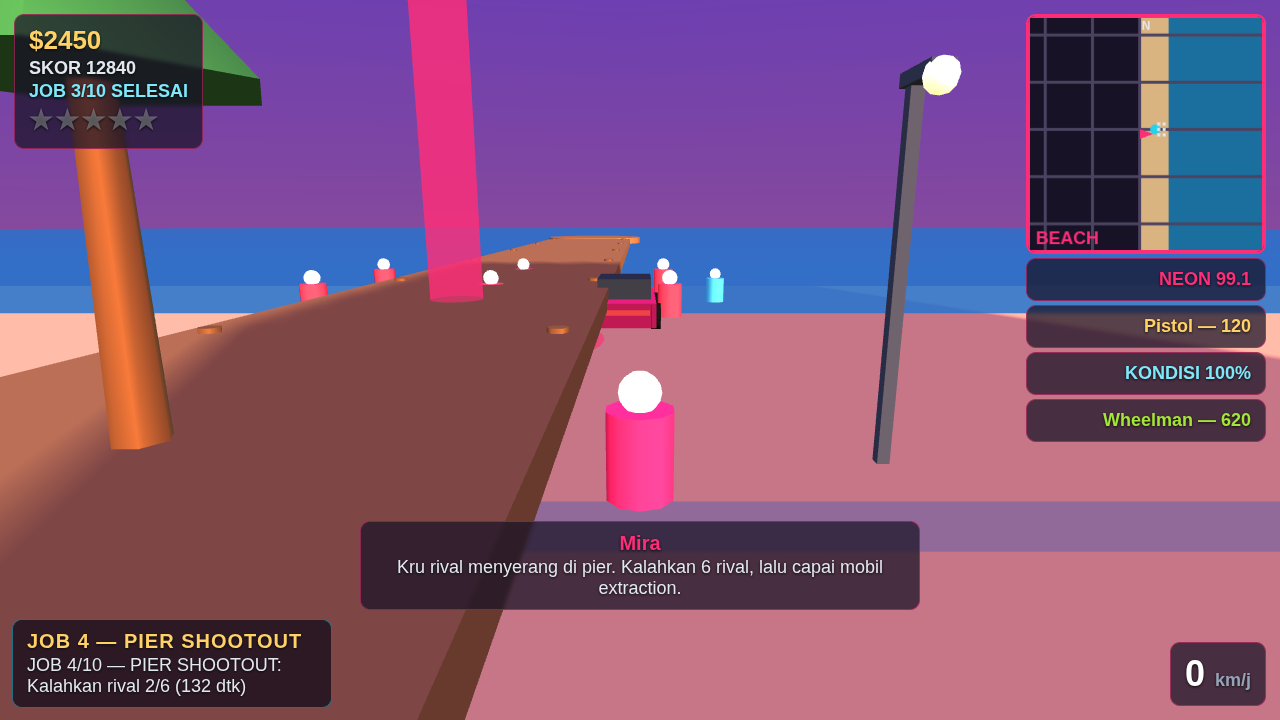 $2450
SKOR 12840
JOB 3/10 SELESAI
★★★★★
N
BEACH
NEON 99.1
Pistol — 120
KONDISI 100%
Wheelman — 620
Mira
Kru rival menyerang di pier. Kalahkan 6 rival, lalu capai mobil
extraction.
JOB 4 — PIER SHOOTOUT
JOB 4/10 — PIER SHOOTOUT:
Kalahkan rival 2/6 (132 dtk)
0 km/j